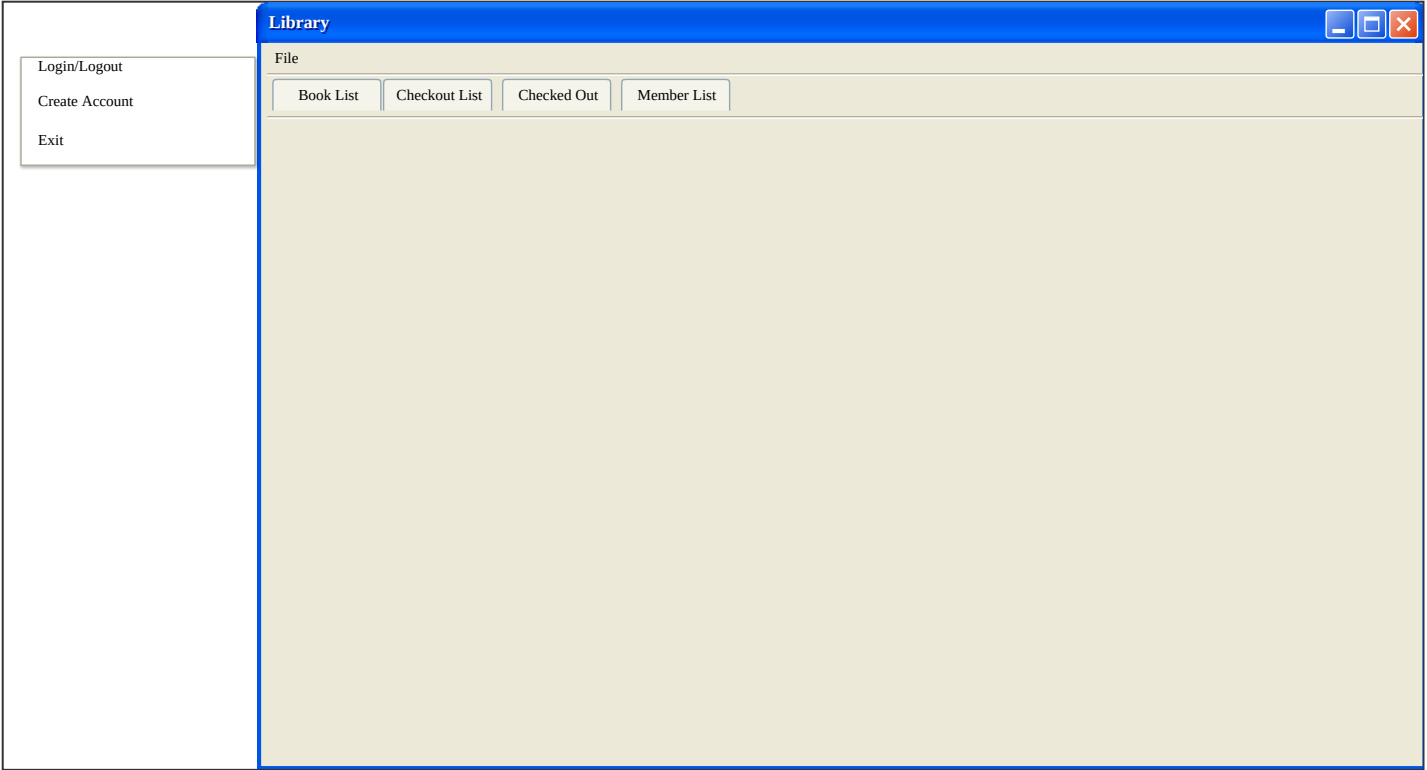 Library
File
Login/Logout
Create Account
Exit
Book List
Checkout List
Checked Out
Member List